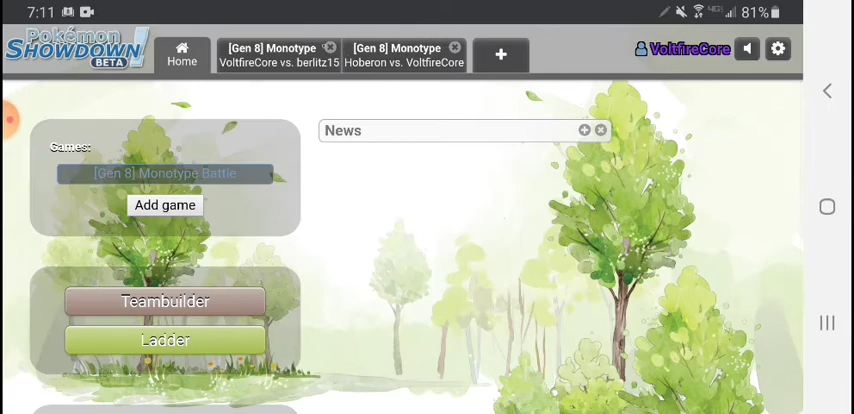 7:11
81%
Pokémon
SHOWDOWN!
BETA
Home
[Gen 8] Monotype
VoltfireCore vs. berlitz15
[Gen 8] Monotype
Hoberon vs. VoltfireCore
VoltfireCore
Games:
[Gen 8] Monotype Battle
Add game
News
Teambuilder
Ladder